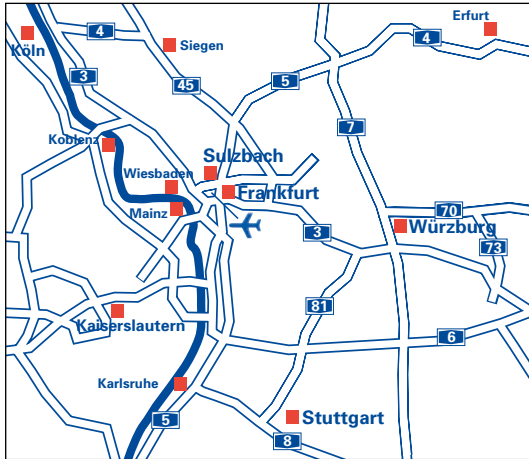 Erfurt
4
Köln
Siegen
4
3
45
5
7
Koblenz
Sulzbach
Wiesbaden
Frankfurt
Mainz
70
Würzburg
3
73
81
Kaiserslautern
6
Karlsruhe
5
Stuttgart
8